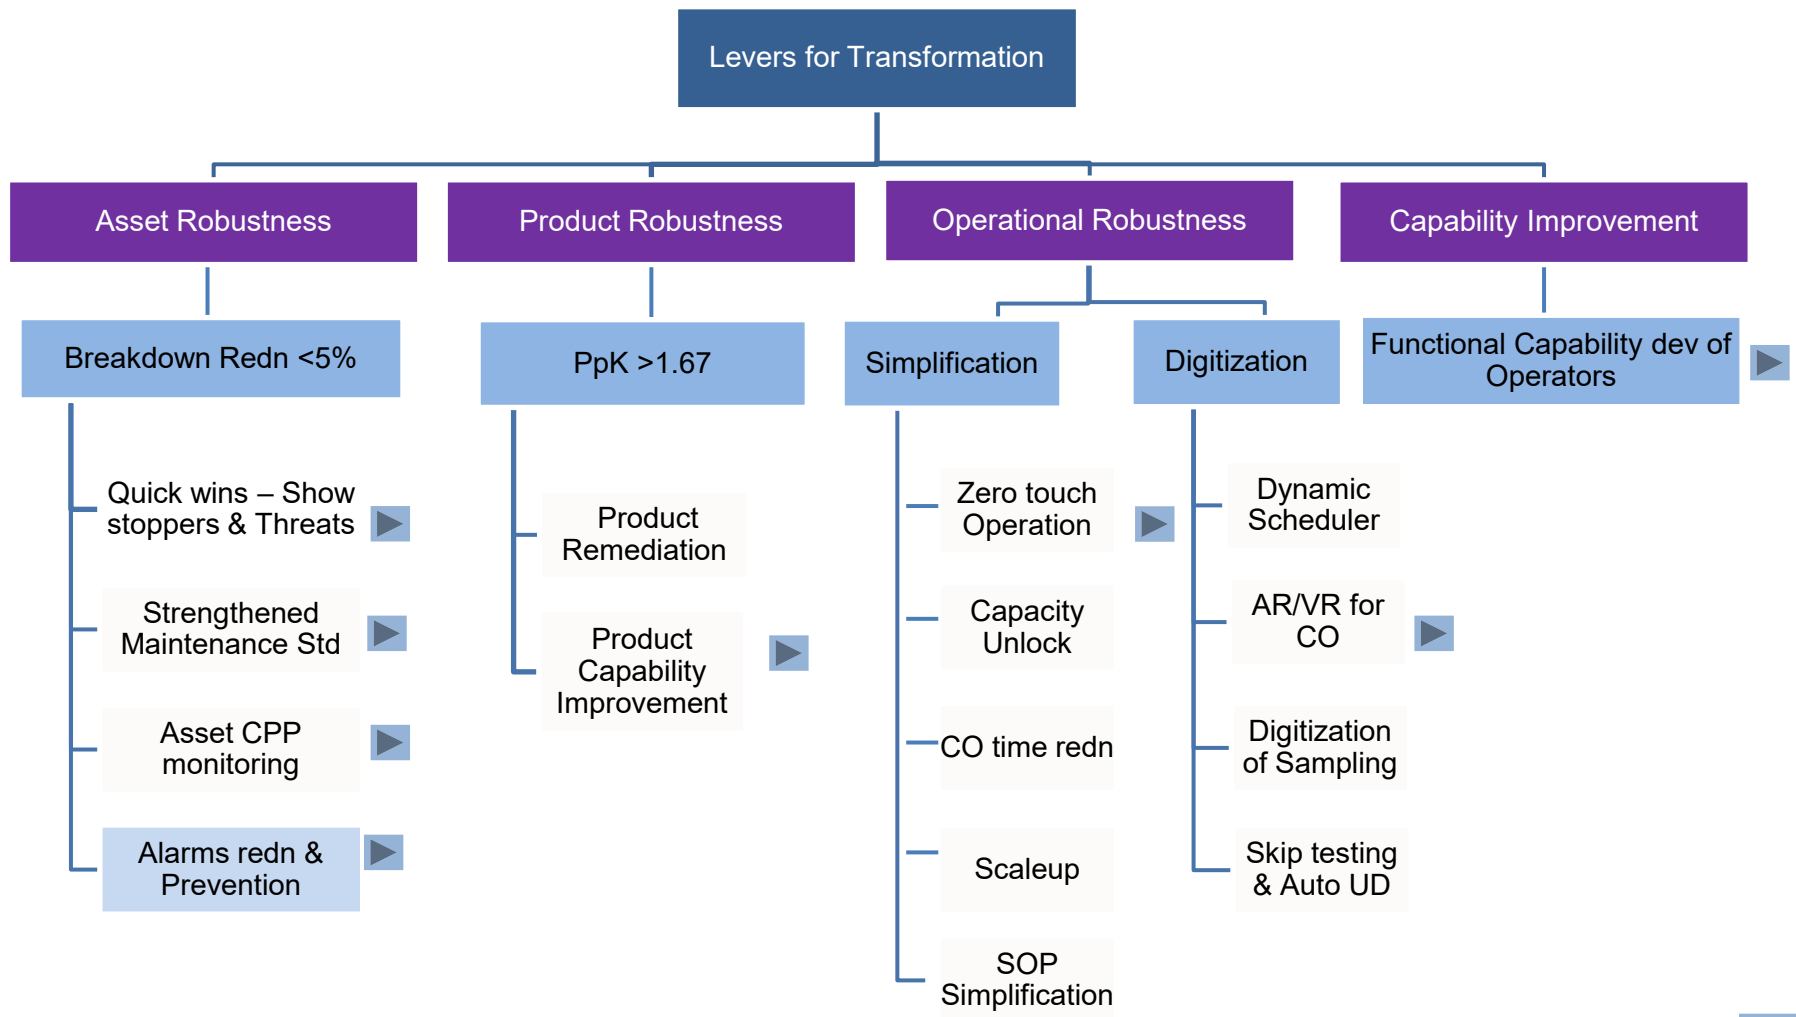 Levers for Transformation
Asset Robustness
Product Robustness
Operational Robustness
Capability Improvement
Breakdown Redn <5%
PpK >1.67
Simplification
Digitization
Functional Capability dev of
Operators
Quick wins – Show
stoppers & Threats
Strengthened
Maintenance Std
Asset CPP
monitoring
Alarms redn &
Prevention
Product
Remediation
Product
Capability
Improvement
Zero touch
Operation
Capacity
Unlock
CO time redn
Scaleup
SOP
Simplification
Dynamic
Scheduler
AR/VR for
CO
Digitization
of Sampling
Skip testing
& Auto UD